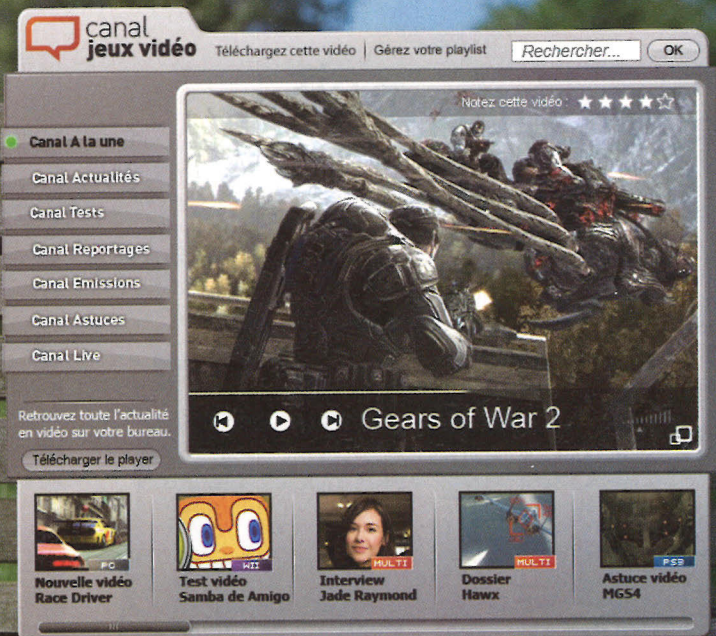 canal
jeux vidéo
Téléchargez cette vidéo | Gérez votre playlist
Rechercher...
OK
Notez cette vidéo :
Canal A la une
Canal Actualités
Canal Tests
Canal Reportages
Canal Emissions
Canal Astuces
Canal Live
Retrouvez toute l'actualité
en vidéo sur votre bureau.
Télécharger le player
Gears of War 2
PC
Nouvelle vidéo
Race Driver
WII
Test vidéo
Samba de Amigo
MULTI
Interview
Jade Raymond
MULTI
Dossier
Hawx
PS3
Astuce vidéo
MGS4